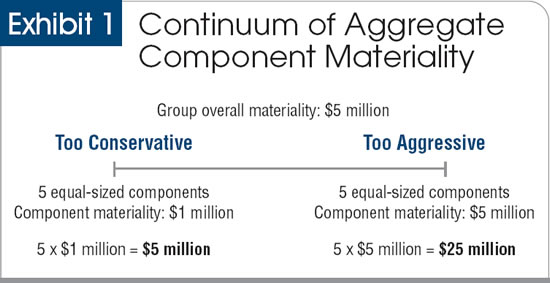 Exhibit 1
Continuum of Aggregate
Component Materiality
Group overall materiality: $5 million
Too Conservative
Too Aggressive
5 equal-sized components
Component materiality: $1 million
5 x $1 million = $5 million
5 equal-sized components
Component materiality: $5 million
5 x $5 million = $25 million